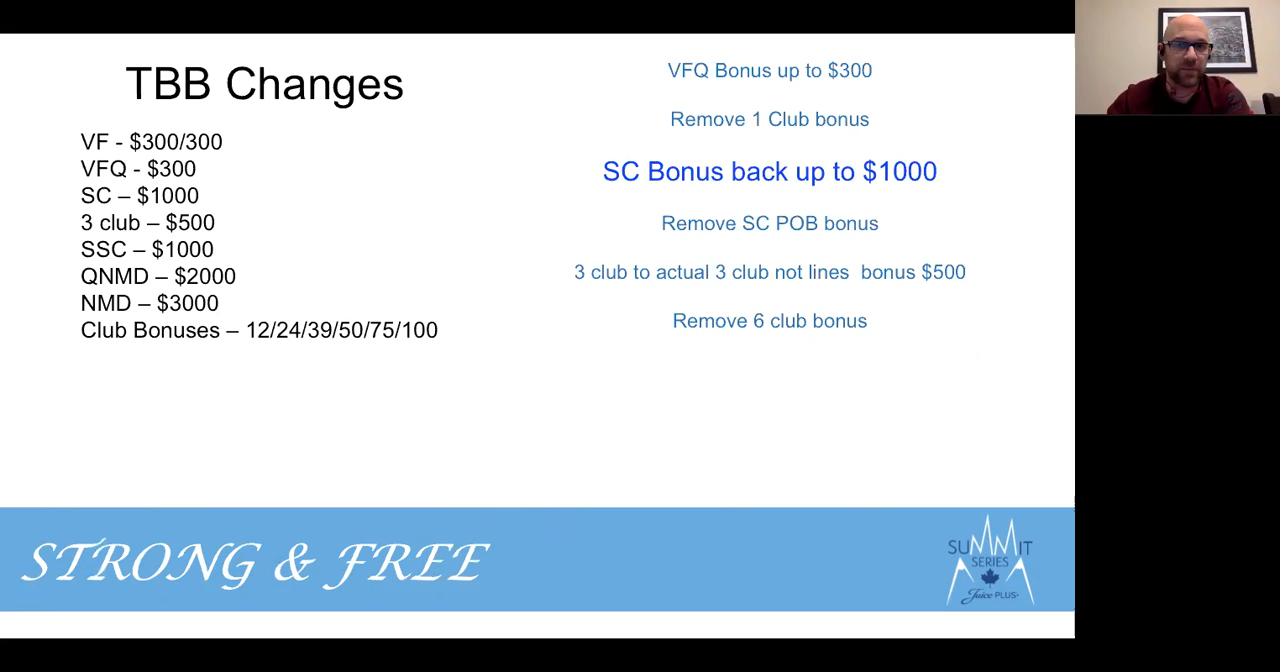 TBB Changes
VF - $300/300
VFQ - $300
SC – $1000
3 club – $500
SSC – $1000
QNMD – $2000
NMD – $3000
Club Bonuses – 12/24/39/50/75/100
VFQ Bonus up to $300
Remove 1 Club bonus
SC Bonus back up to $1000
Remove SC POB bonus
3 club to actual 3 club not lines  bonus $500
Remove 6 club bonus
STRONG & FREE
SUMMIT
SERIES
Juice PLUS+